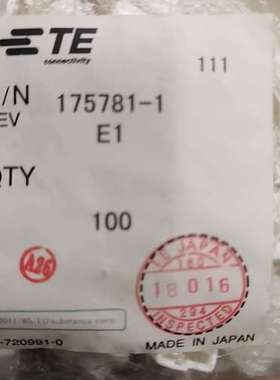 TE
connectivity
111
/N 175781-1
EV E1
QTY
100
A26
TE JAPAN
18 016
294
INSPECTED
-720991-0
MADE IN JAPAN